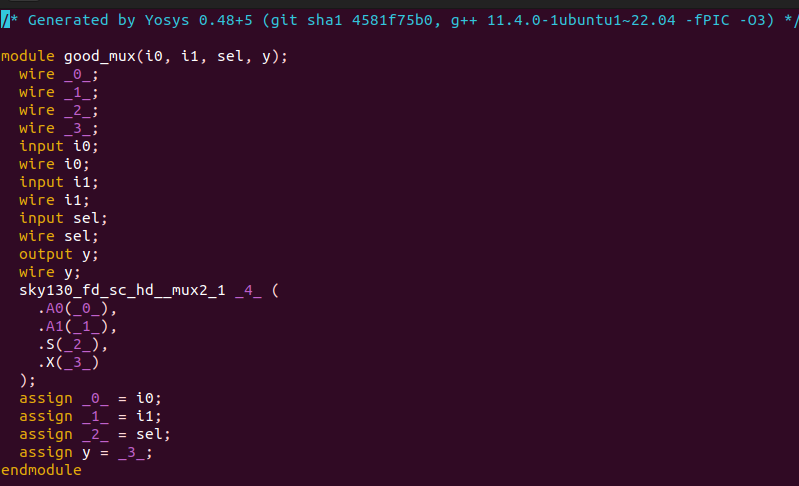 /* Generated by Yosys 0.48+5 (git sha1 4581f75b0, g++ 11.4.0-1ubuntu1~22.04 -fPIC -O3) */
module good_mux(i0, i1, sel, y);
  wire _0_;
  wire _1_;
  wire _2_;
  wire _3_;
  input i0;
  wire i0;
  input i1;
  wire i1;
  input sel;
  wire sel;
  output y;
  wire y;
  sky130_fd_sc_hd__mux2_1 _4_ (
    .A0(_0_),
    .A1(_1_),
    .S(_2_),
    .X(_3_)
  );
  assign _0_ = i0;
  assign _1_ = i1;
  assign _2_ = sel;
  assign y = _3_;
endmodule